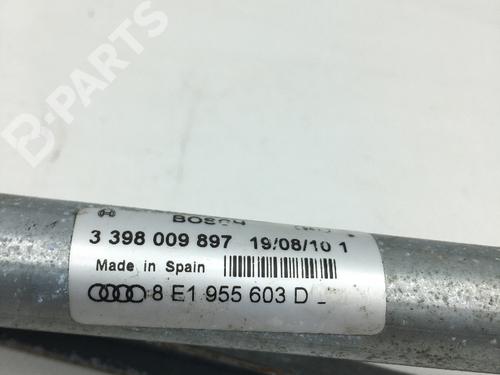 B-PARTS
BOSCH
3 398 009 897 19/08/10 1
Made in Spain
8 E1 955 603 D _